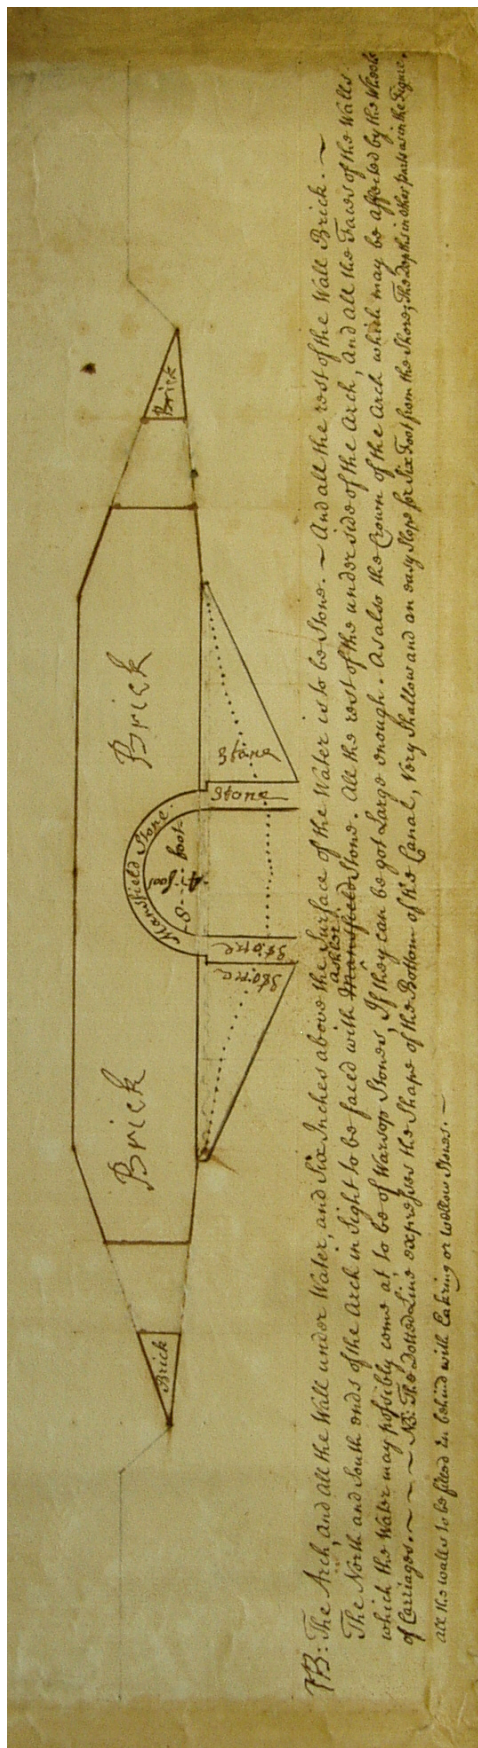 Brick
Brick
Brick
Brick
Mansfield Stone.
8 foot
4 foot
Stone
Stone
Stone
Stone
NB: The Arch, and all the Wall under Water, and Six Inches above the Surface of the Water is to be Stone. ~ And all the rest of the Wall Brick. ~
The North and South ends of the Arch in Sight to be faced with Mansfield ashler Stone. All the rest of the under side of the Arch, And all the Faces of the Walls
which the Water may possibly come at to be of Warsop Stones, If they can be got Large enough. As also the Crown of the Arch which may be affected by the Wheels
of Carriages. ~ ~ ~ NB: The Dotted Line expresses the Shape of the Bottom of the Canal, Very Shallow and an easy Slope for Six Foot from the Shore; The depths in other parts as in the Figure.
all the walls to be filled in behind with Eakring or wellow Stones. ~